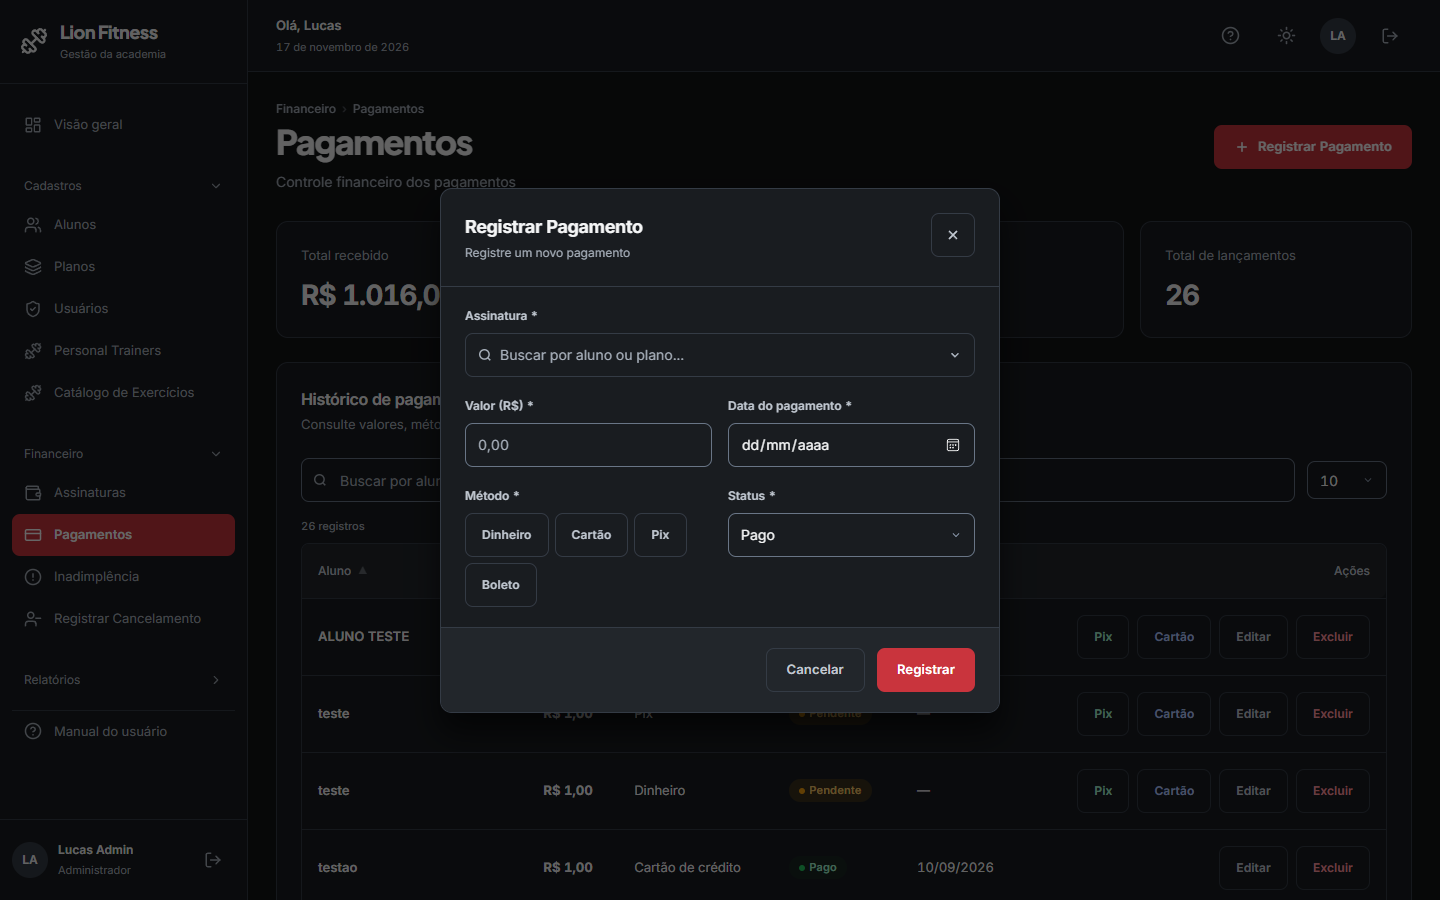 Lion Fitness
Gestão da academia
Visão geral
Cadastros
Alunos
Planos
Usuários
Personal Trainers
Catálogo de Exercícios
Financeiro
Assinaturas
Pagamentos
Inadimplência
Registrar Cancelamento
Relatórios
Manual do usuário
LA
Lucas Admin
Administrador
Olá, Lucas
17 de novembro de 2026
LA
Financeiro › Pagamentos
Pagamentos
Controle financeiro dos pagamentos
+ Registrar Pagamento
Total recebido
R$ 1.016,0
Total de lançamentos
26
Histórico de pagam
Consulte valores, méto
Buscar por alun
10
26 registros
Aluno
Ações
ALUNO TESTE
Pix Cartão Editar Excluir
teste R$ 1,00 Pix Pendente —
Pix Cartão Editar Excluir
teste R$ 1,00 Dinheiro Pendente —
Pix Cartão Editar Excluir
testao R$ 1,00 Cartão de crédito Pago 10/09/2026
Editar Excluir
Registrar Pagamento
Registre um novo pagamento
Assinatura *
Buscar por aluno ou plano...
Valor (R$) *
Data do pagamento *
0,00
dd/mm/aaaa
Método *
Status *
Dinheiro Cartão Pix
Pago
Boleto
Cancelar Registrar